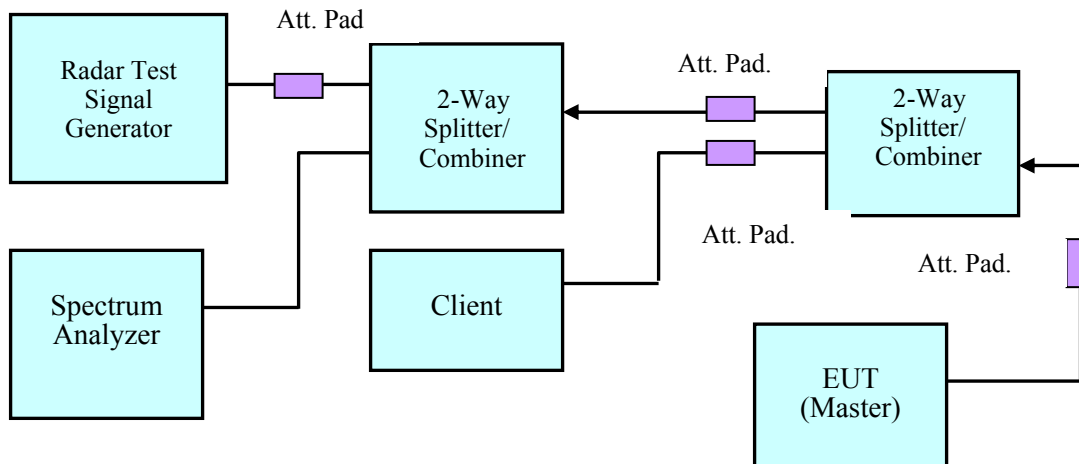 Att. Pad
Radar Test
Signal
Generator
2-Way
Splitter/
Combiner
Att. Pad.
2-Way
Splitter/
Combiner
Att. Pad.
Att. Pad.
Spectrum
Analyzer
Client
EUT
(Master)